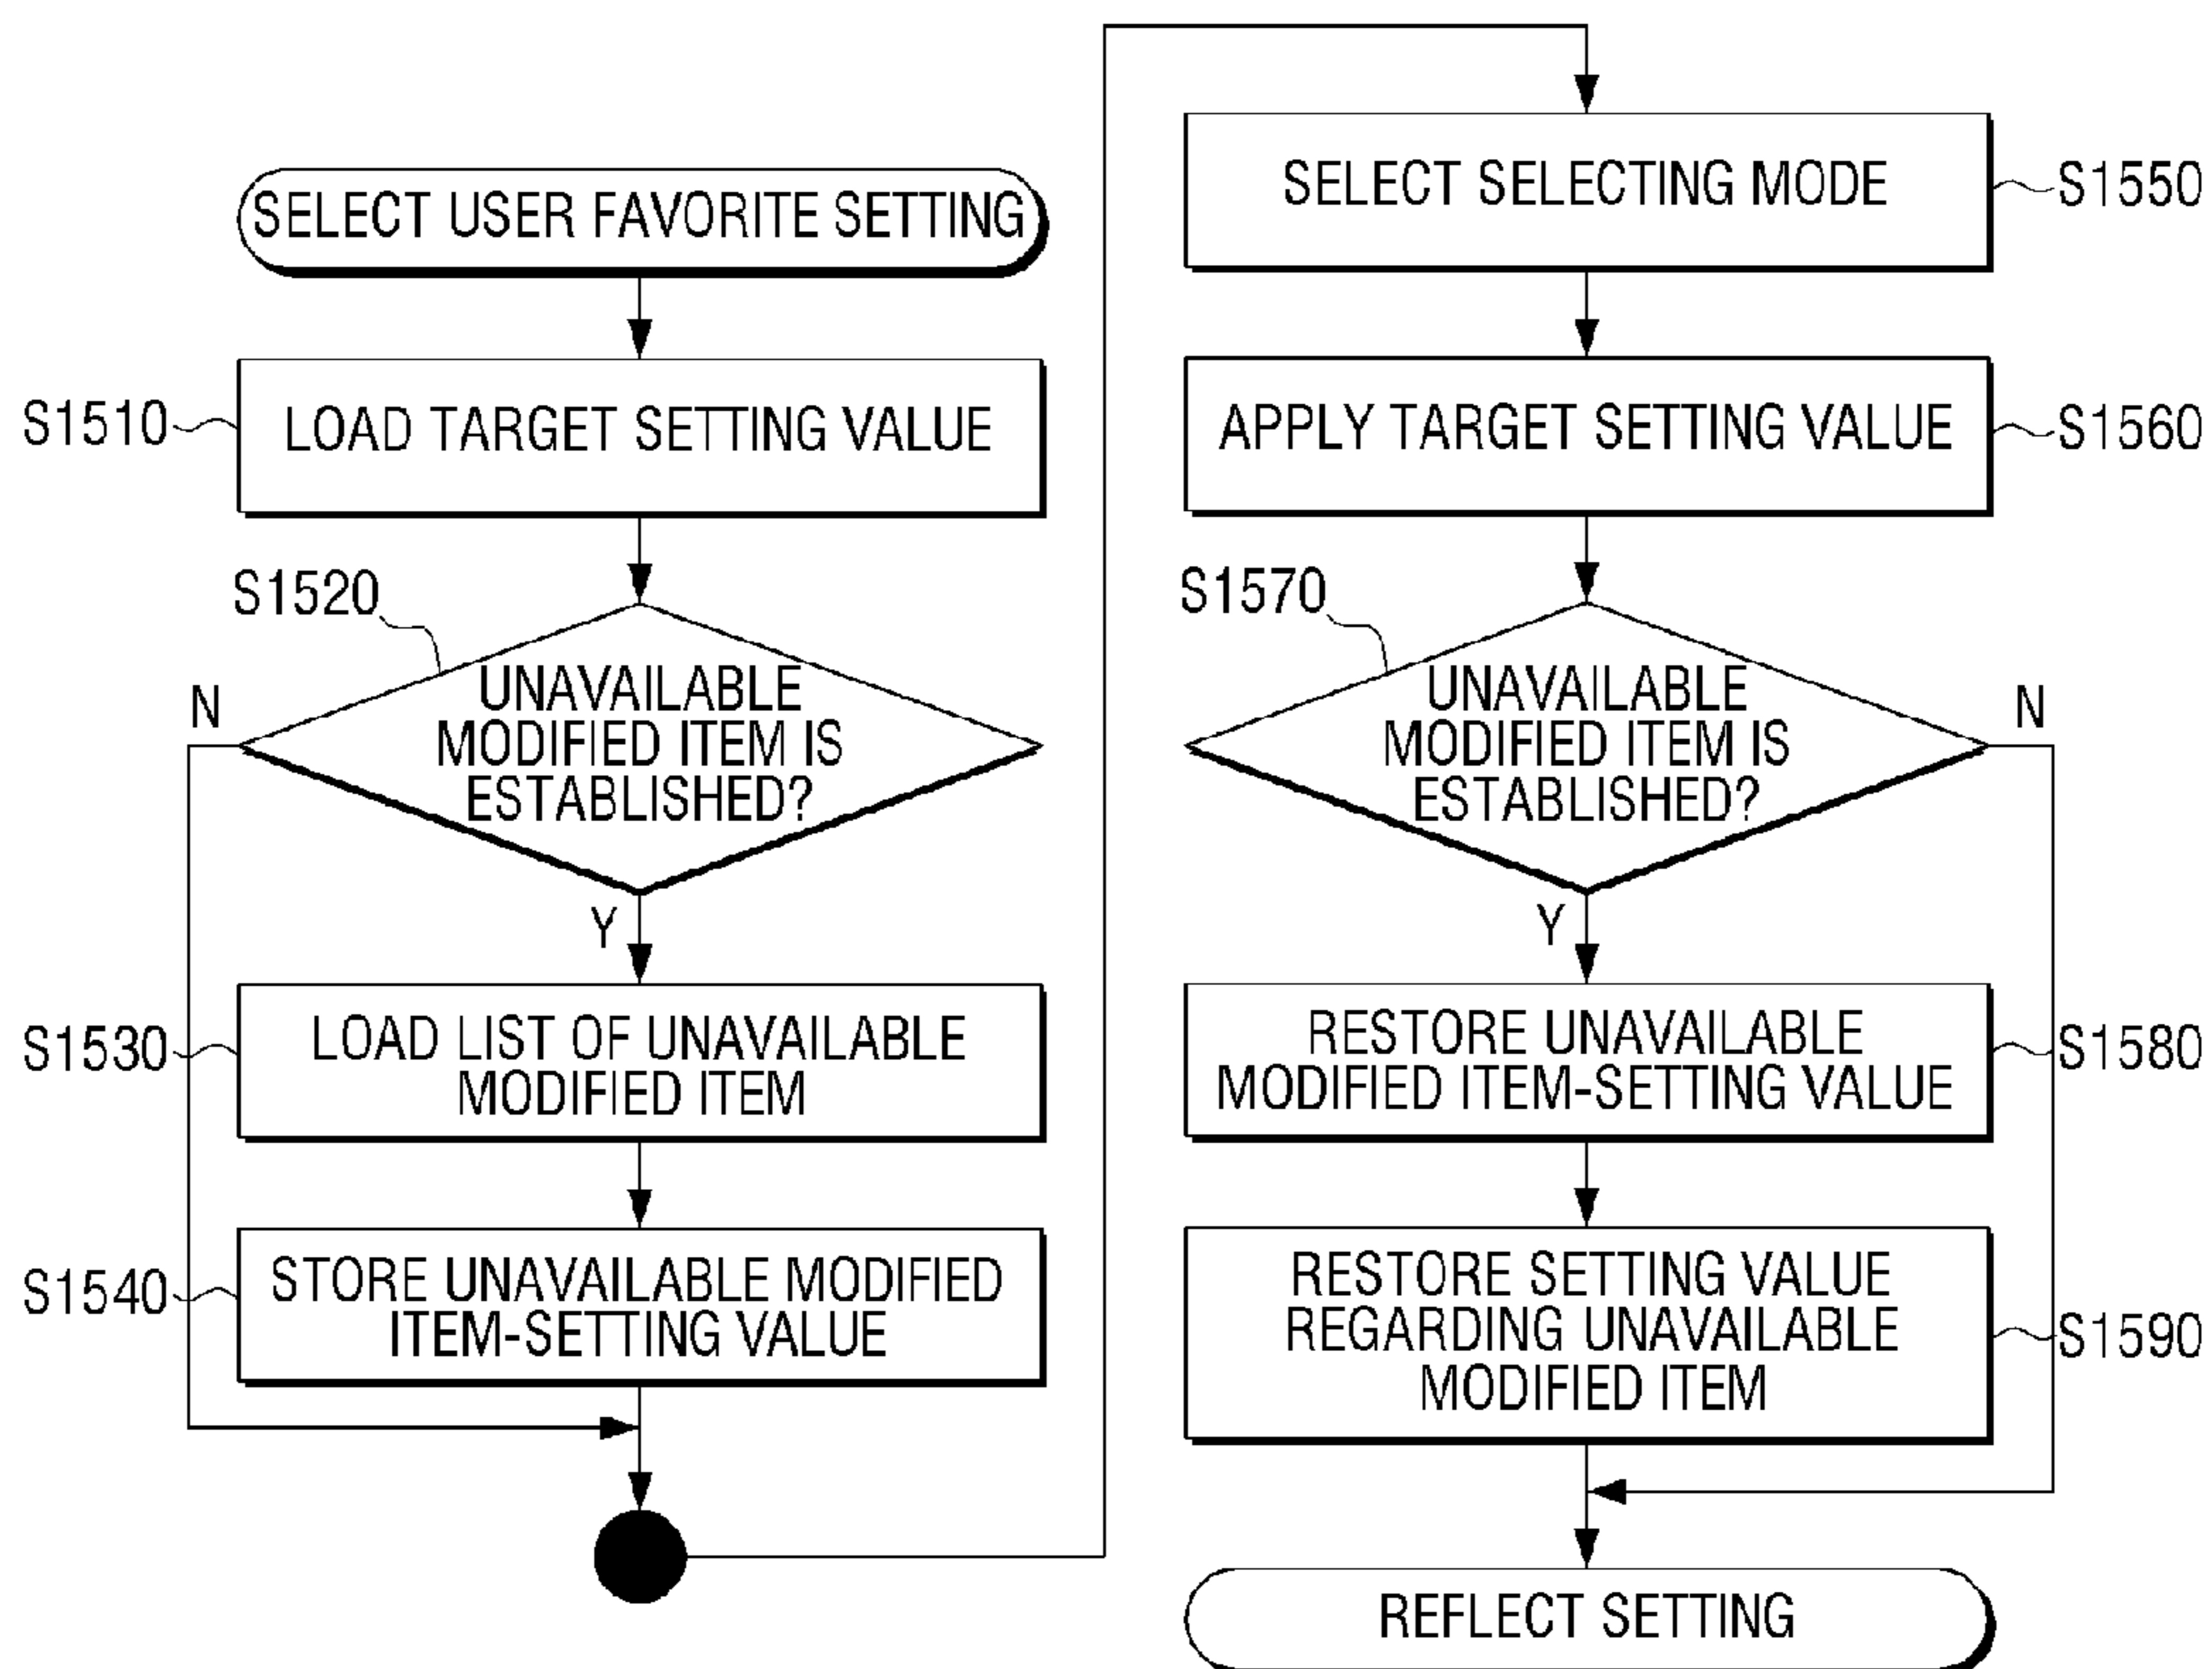 SELECT USER FAVORITE SETTING
S1510
LOAD TARGET SETTING VALUE
S1520
UNAVAILABLE
MODIFIED ITEM IS
ESTABLISHED?
N
Y
S1530
LOAD LIST OF UNAVAILABLE
MODIFIED ITEM
S1540
STORE UNAVAILABLE MODIFIED
ITEM-SETTING VALUE
SELECT SELECTING MODE
S1550
APPLY TARGET SETTING VALUE
S1560
S1570
UNAVAILABLE
MODIFIED ITEM IS
ESTABLISHED?
N
Y
RESTORE UNAVAILABLE
MODIFIED ITEM-SETTING VALUE
S1580
RESTORE SETTING VALUE
REGARDING UNAVAILABLE
MODIFIED ITEM
S1590
REFLECT SETTING